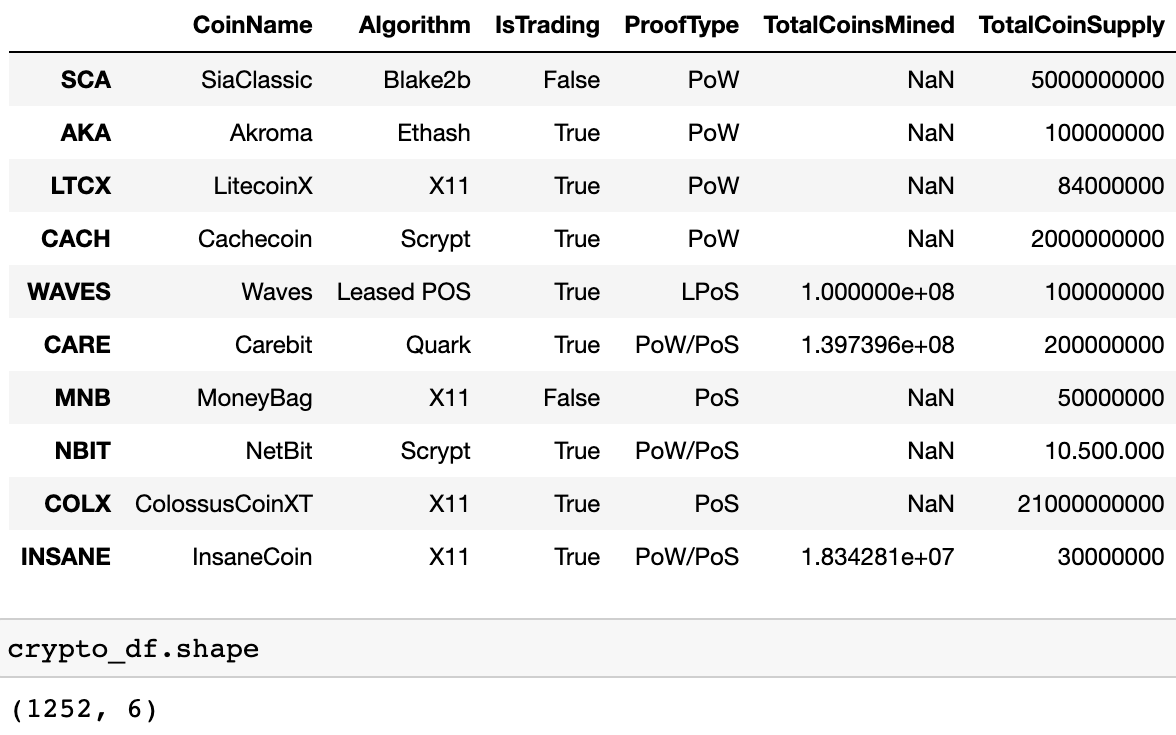 CoinName Algorithm IsTrading ProofType TotalCoinsMined TotalCoinSupply
SCA SiaClassic Blake2b False PoW NaN 5000000000
AKA Akroma Ethash True PoW NaN 100000000
LTCX LitecoinX X11 True PoW NaN 84000000
CACH Cachecoin Scrypt True PoW NaN 2000000000
WAVES Waves Leased POS True LPoS 1.000000e+08 100000000
CARE Carebit Quark True PoW/PoS 1.397396e+08 200000000
MNB MoneyBag X11 False PoS NaN 50000000
NBIT NetBit Scrypt True PoW/PoS NaN 10.500.000
COLX ColossusCoinXT X11 True PoS NaN 21000000000
INSANE InsaneCoin X11 True PoW/PoS 1.834281e+07 30000000
crypto_df.shape
(1252, 6)